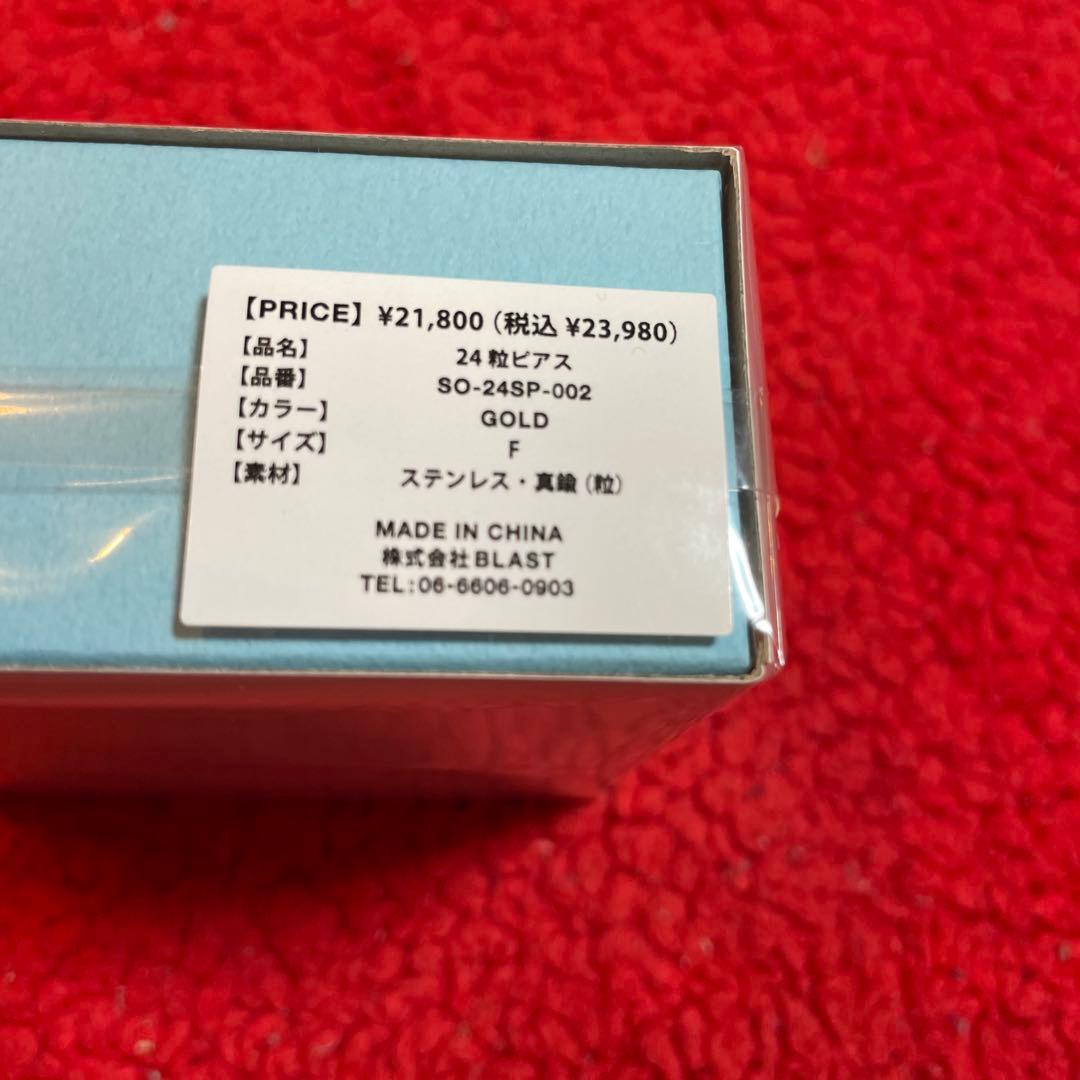 【PRICE】¥21,800（税込 ¥23,980）
【品名】 24粒ピアス
【品番】 SO-24SP-002
【カラー】 GOLD
【サイズ】 F
【素材】 ステンレス・真鍮（粒）
MADE IN CHINA
株式会社BLAST
TEL:06-6606-0903